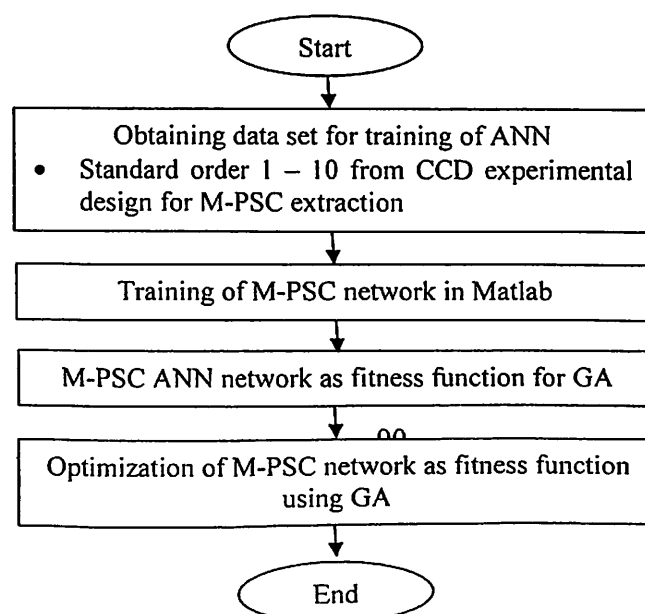 Start
Obtaining data set for training of ANN
• Standard order 1 – 10 from CCD experimental
design for M-PSC extraction
Training of M-PSC network in Matlab
M-PSC ANN network as fitness function for GA
Optimization of M-PSC network as fitness function
using GA
End